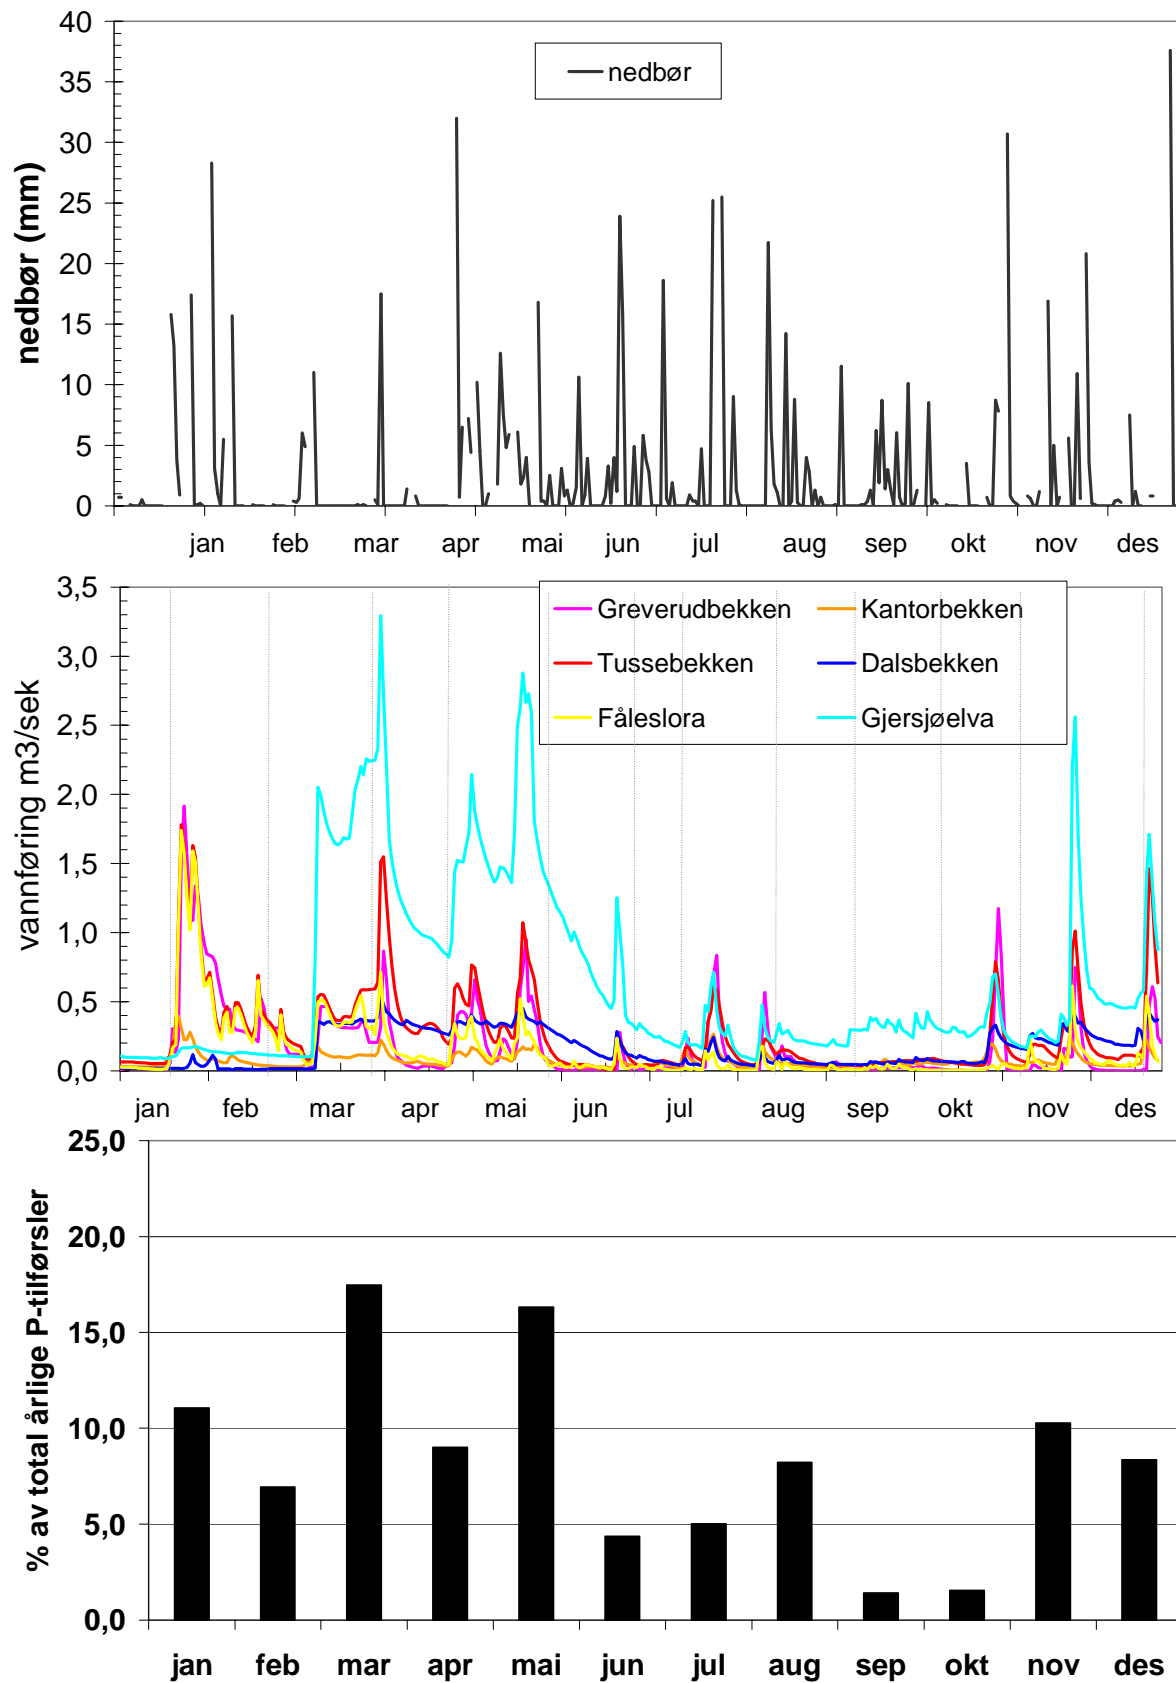 40
35
30
25
20
15
10
5
0
nedbør (mm)
nedbør
jan feb mar apr mai jun jul aug sep okt nov des
3,5
3,0
2,5
2,0
1,5
1,0
0,5
0,0
vannføring m3/sek
Greverudbekken Kantorbekken
Tussebekken Dalsbekken
Fåleslora Gjersjøelva
jan feb mar apr mai jun jul aug sep okt nov des
25,0
20,0
15,0
10,0
5,0
0,0
% av total årlige P-tilførsler
jan feb mar apr mai jun jul aug sep okt nov des